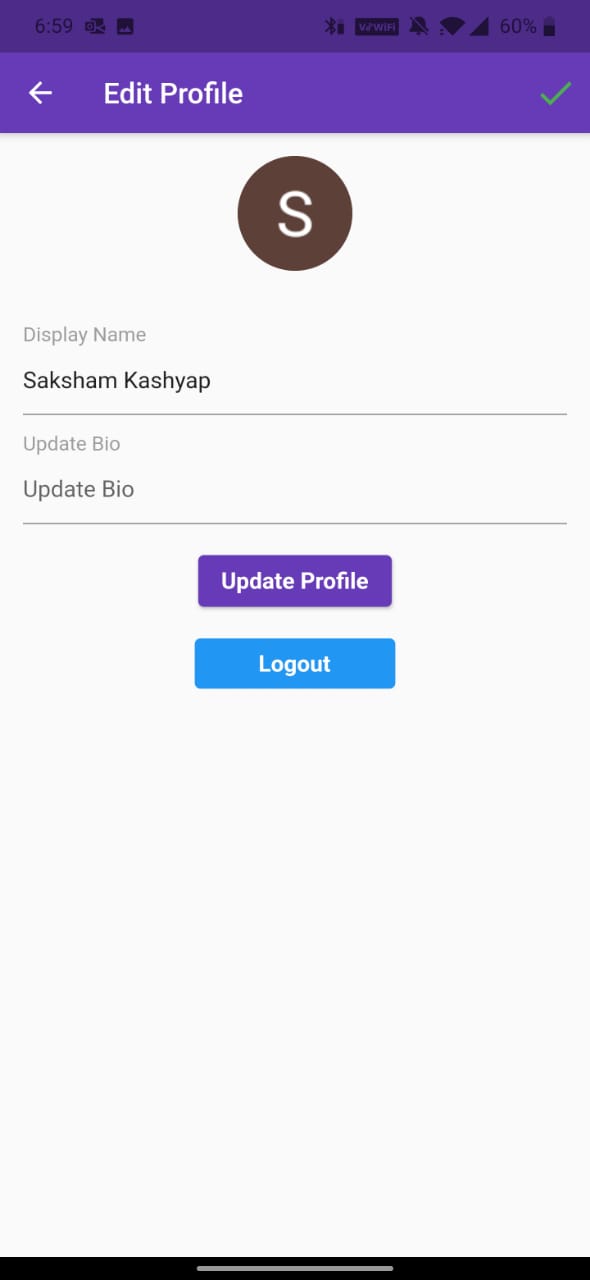 6:59 Vo WiFi 60%
Edit Profile
S
Display Name
Saksham Kashyap
Update Bio
Update Bio
Update Profile
Logout